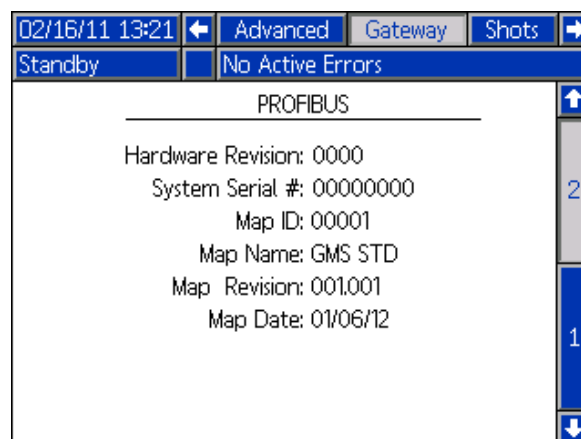 02/16/11 13:21 Advanced Gateway Shots
Standby No Active Errors
PROFIBUS
Hardware Revision: 0000
System Serial #: 00000000
2
Map ID: 00001
Map Name: GMS STD
Map Revision: 001.001
Map Date: 01/06/12
1